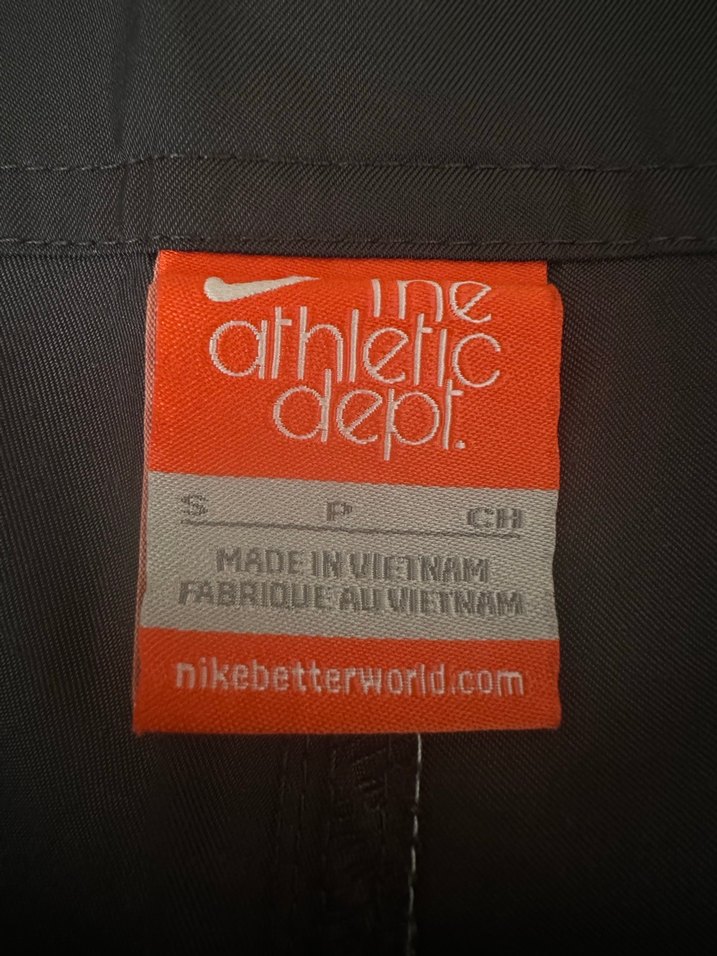 the
athletic
dept.
S P CH
MADE IN VIETNAM
FABRIQUE AU VIETNAM
nikebetterworld.com